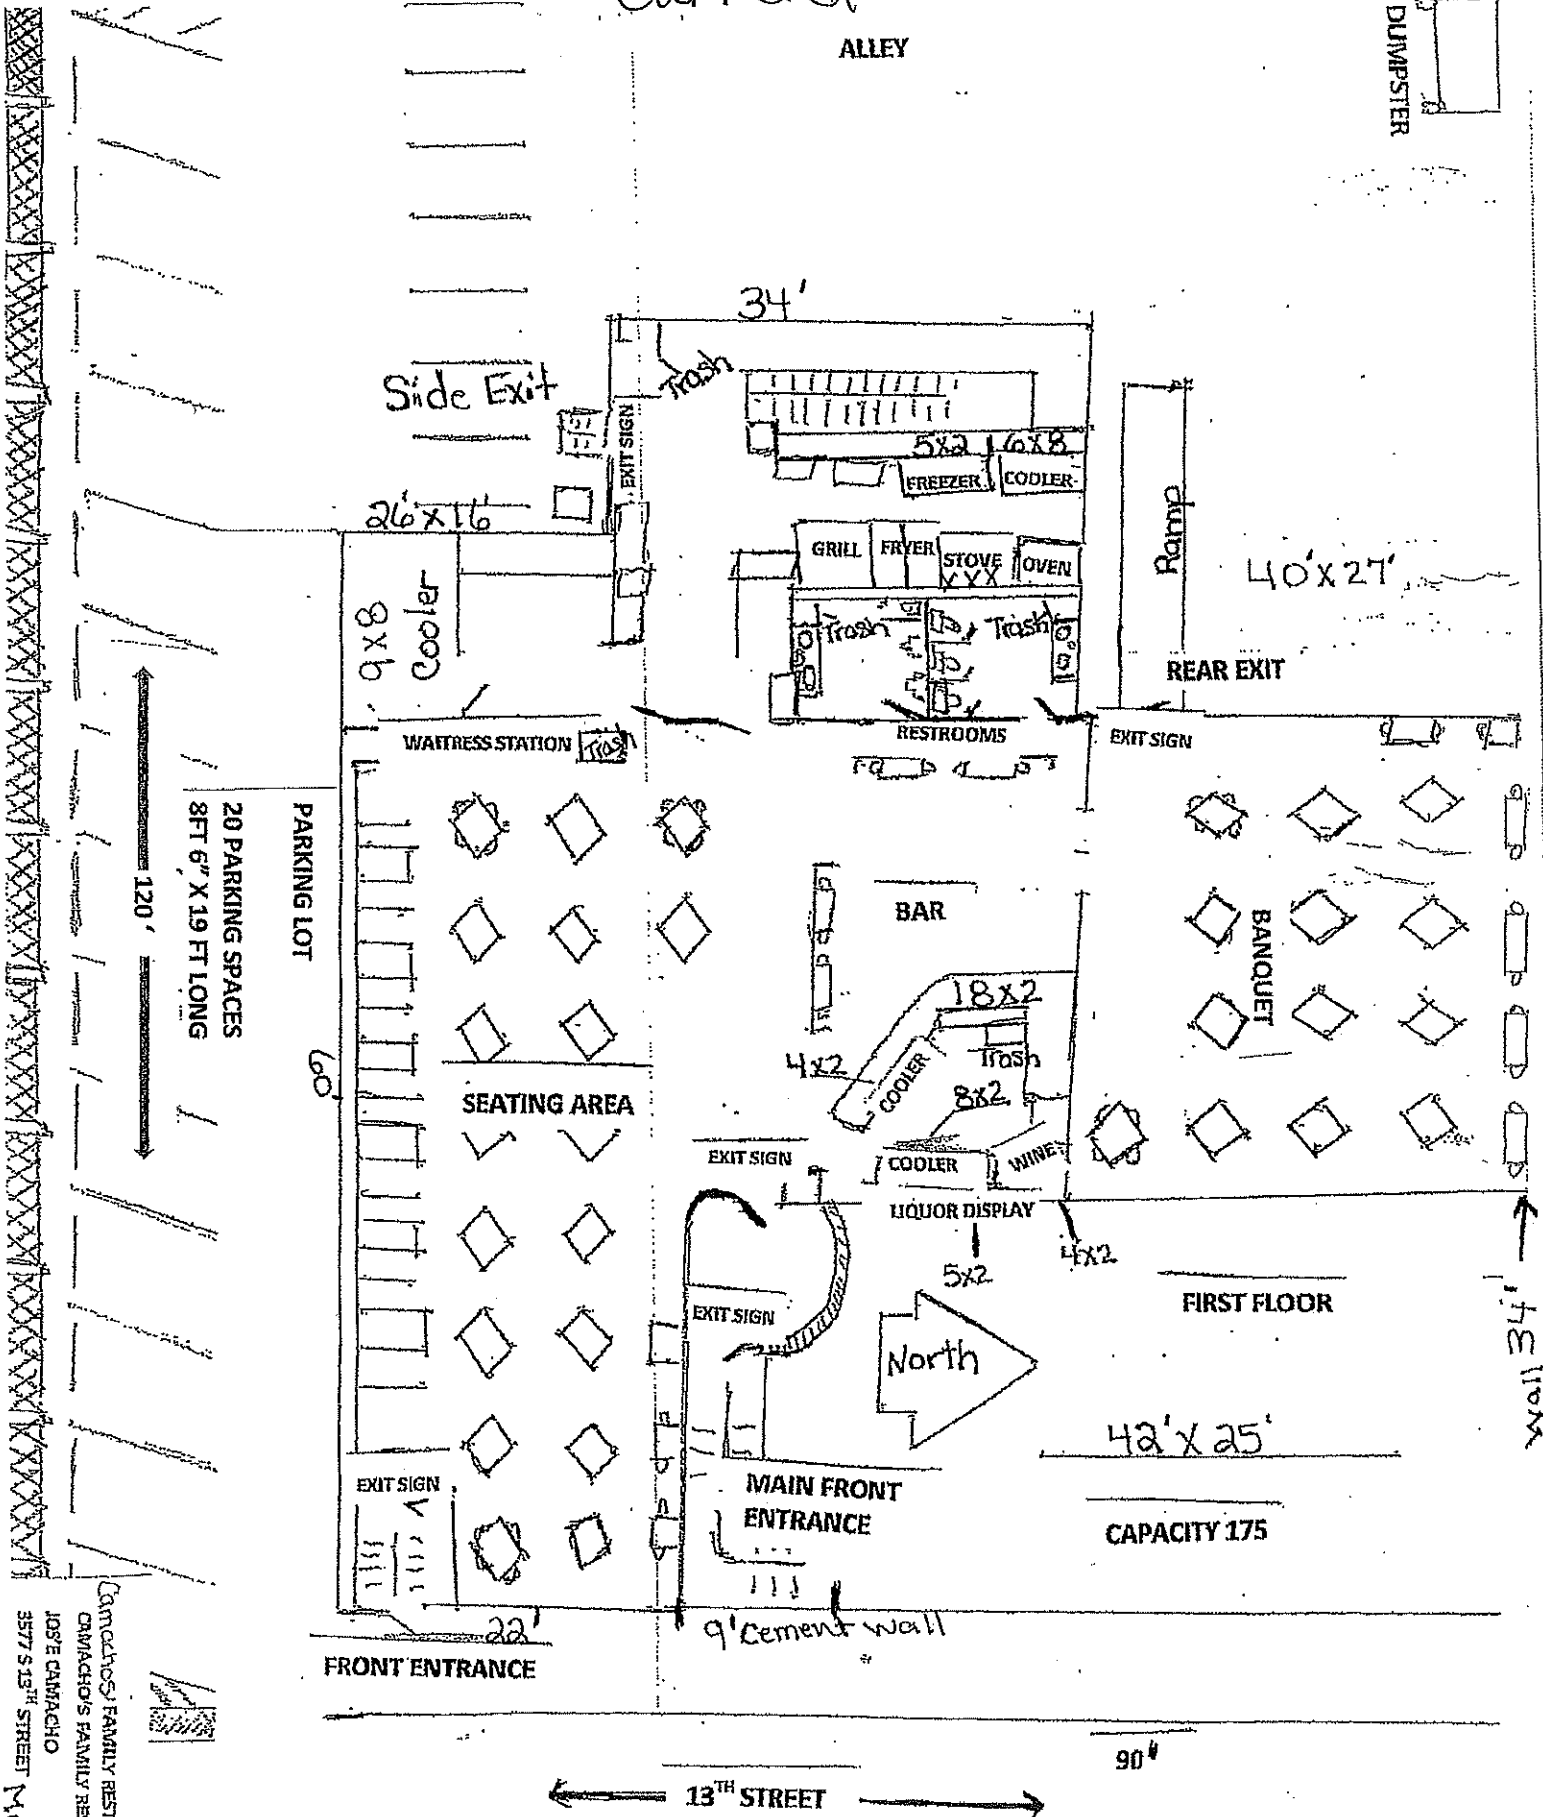 ALLEY
DUMPSTER
34'
Trash
Side Exit
EXIT SIGN
5x2
6x8
FREEZER
COOLER
26'x16'
Ramp
GRILL
FRYER
STOVE
XXX
OVEN
40'x27'
9x8
Cooler
Trash
Trash
REAR EXIT
WAITRESS STATION
Trash
RESTROOMS
EXIT SIGN
PARKING LOT
20 PARKING SPACES
8FT 6" X 19 FT LONG
120'
60'
BAR
BANQUET
18x2
4x2
COOLER
Trash
8x2
SEATING AREA
EXIT SIGN
COOLER
WINE
LIQUOR DISPLAY
5x2
4x2
EXIT SIGN
FIRST FLOOR
34' wall
North
42'x25'
EXIT SIGN
MAIN FRONT
ENTRANCE
CAPACITY 175
22'
9'cement wall
FRONT ENTRANCE
90'
13TH STREET
Camachos' FAMILY REST
CAMACHO'S FAMILY RE
JOSE CAMACHO
3577 S 13TH STREET